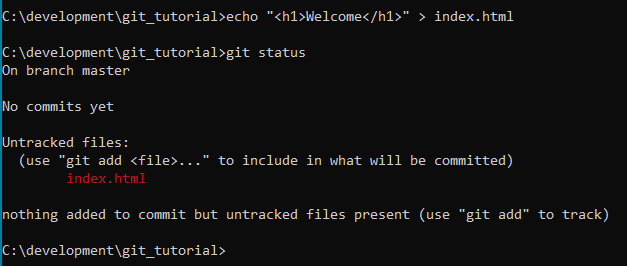 C:\development\git_tutorial>echo "<h1>Welcome</h1>" > index.html
C:\development\git_tutorial>git status
On branch master
No commits yet
Untracked files:
(use "git add <file>..." to include in what will be committed)
index.html
nothing added to commit but untracked files present (use "git add" to track)
C:\development\git_tutorial>